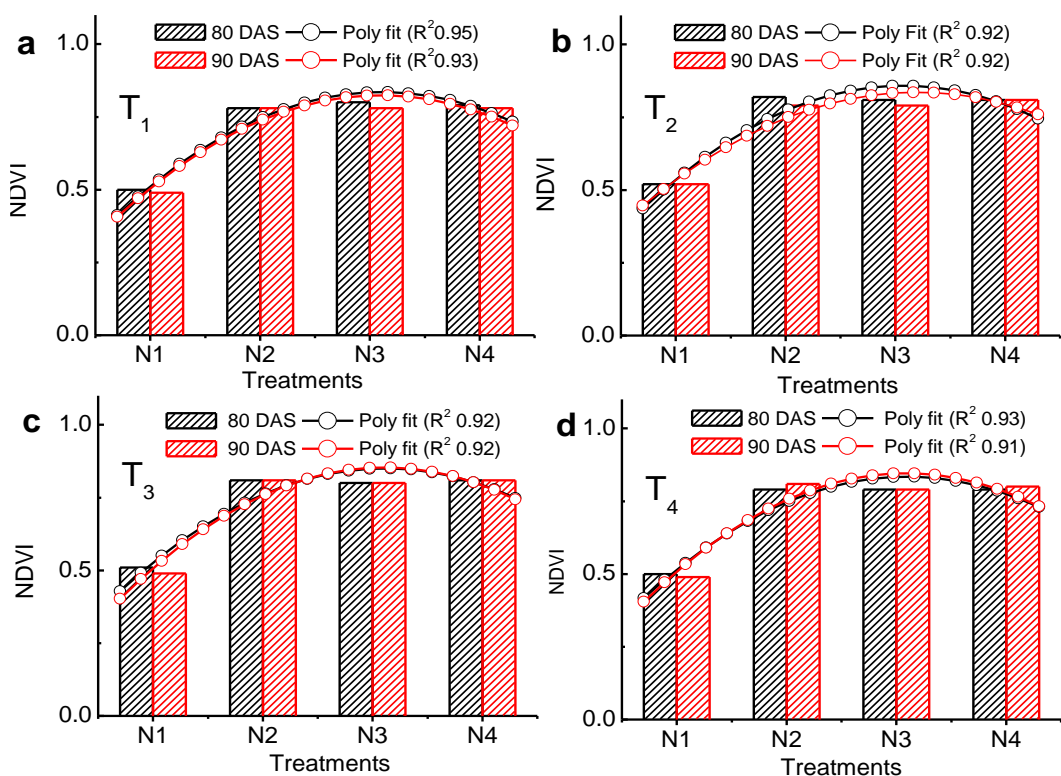 a
1.0
80 DAS Poly fit (R² 0.95)
90 DAS Poly fit (R² 0.93)
T₁
NDVI
0.5
0.0
N1 N2 N3 N4
Treatments
b
1.0
80 DAS Poly Fit (R² 0.92)
90 DAS Poly Fit (R² 0.92)
T₂
NDVI
0.5
0.0
N1 N2 N3 N4
Treatments
c
1.0
80 DAS Poly fit (R² 0.92)
90 DAS Poly fit (R² 0.92)
T₃
NDVI
0.5
0.0
N1 N2 N3 N4
Treatments
d
1.0
80 DAS Poly fit (R² 0.93)
90 DAS Poly fit (R² 0.91)
T₄
NDVI
0.5
0.0
N1 N2 N3 N4
Treatments